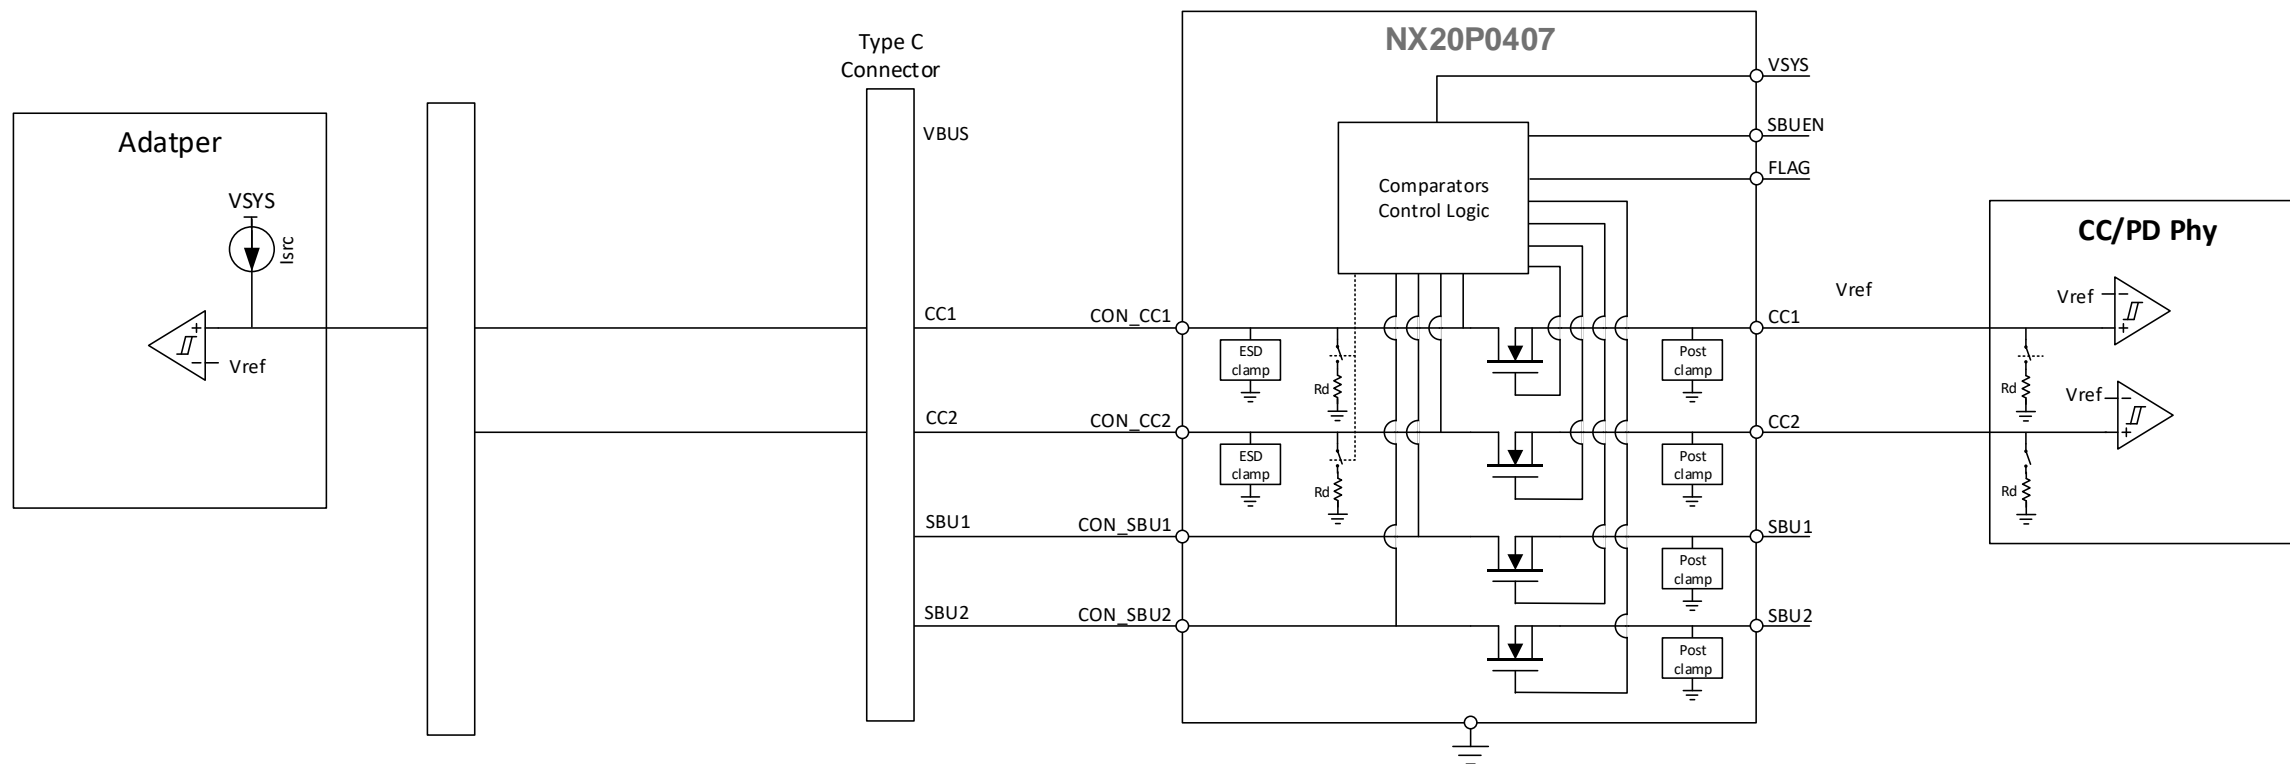 Adatper
VSYS
Isrc
Vref
Type C
Connector
VBUS
CC1
CC2
SBU1
SBU2
CON_CC1
CON_CC2
CON_SBU1
CON_SBU2
NX20P0407
Comparators
Control Logic
ESD
clamp
Rd
ESD
clamp
Rd
Post
clamp
Post
clamp
Post
clamp
Post
clamp
VSYS
SBUEN
FLAG
CC1
CC2
SBU1
SBU2
Vref
CC/PD Phy
Vref
Rd
Vref
Rd